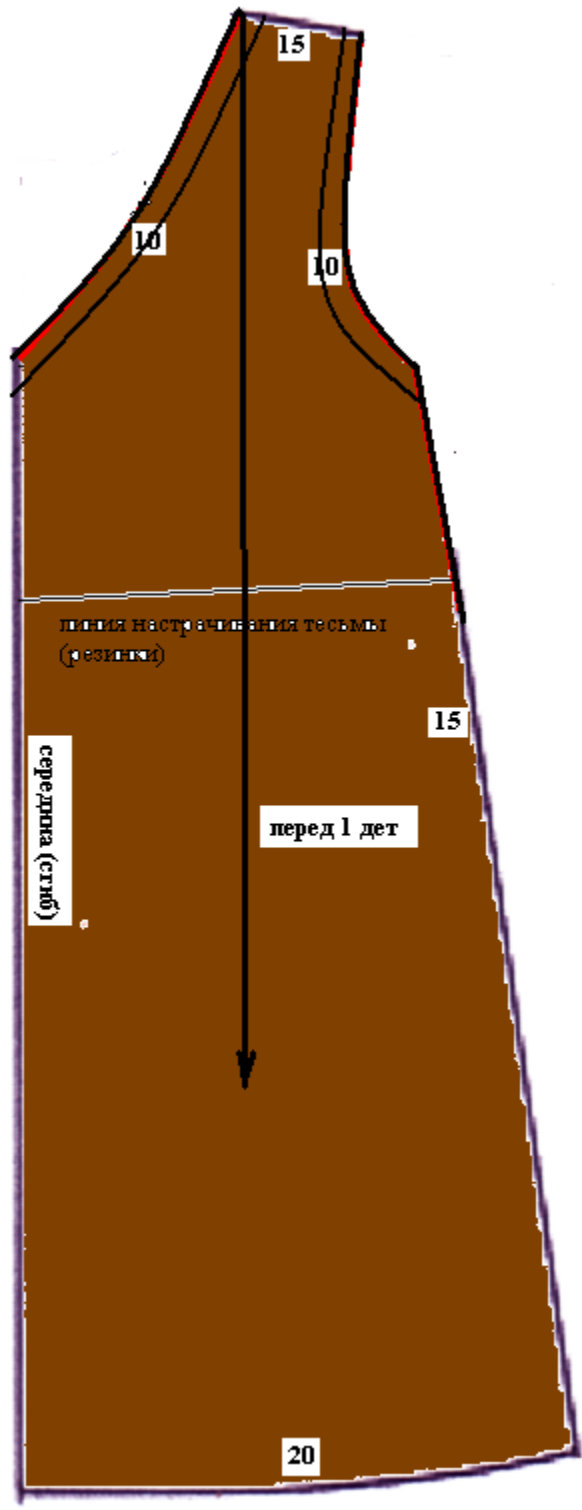 15
10
10
линия настрачивания тесьмы
(резинки)
15
середина (сгиб)
перед 1 дет
20